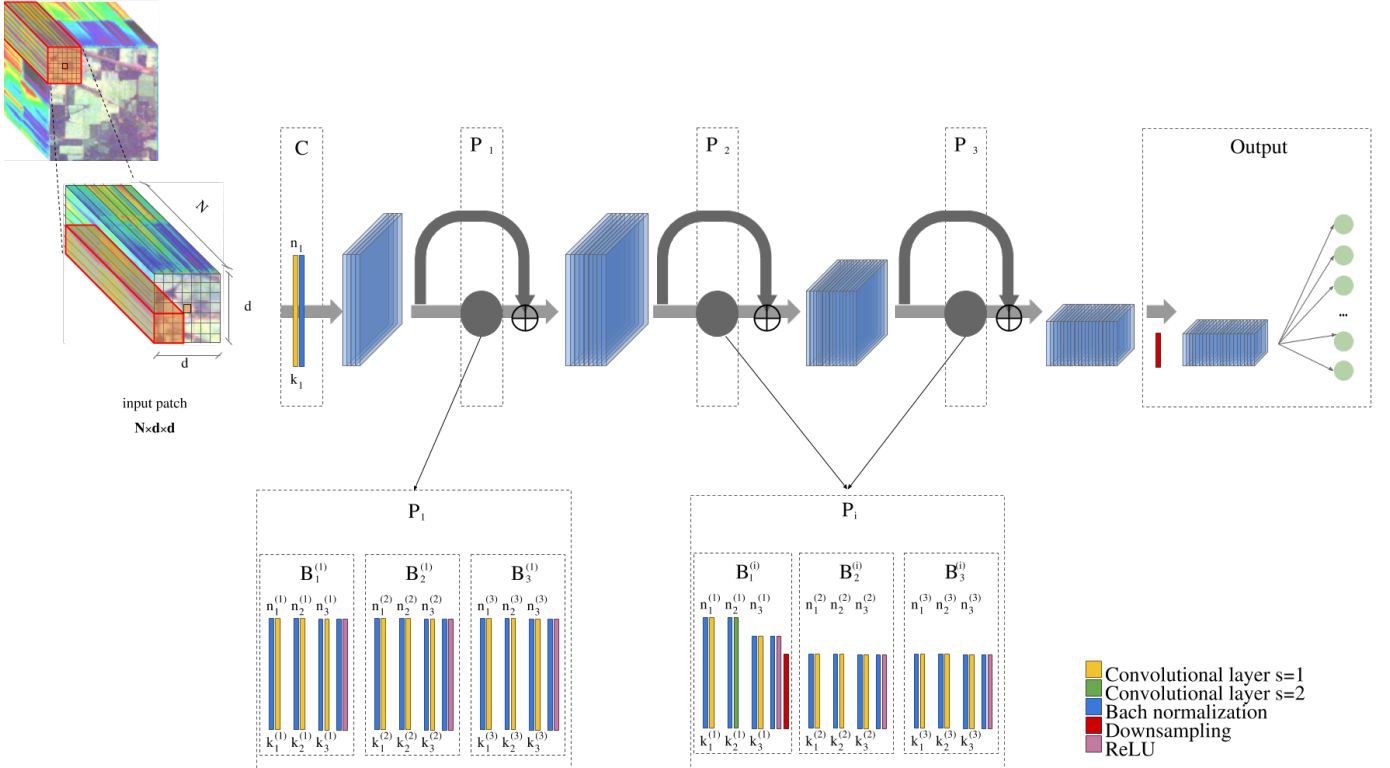 C
P 1
P 2
P 3
Output
N
n1
d
d
k1
...
input patch
N×d×d
P1
Pi
B1(1) B2(1) B3(1)
n1(1) n2(1) n3(1) n1(2) n2(2) n3(2) n1(3) n2(3) n3(3)
k1(1) k2(1) k3(1) k1(2) k2(2) k3(2) k1(3) k2(3) k3(3)
B1(i) B2(i) B3(i)
n1(1) n2(1) n3(1) n1(2) n2(2) n3(2) n1(3) n2(3) n3(3)
k1(1) k2(1) k3(1) k1(2) k2(2) k3(2) k1(3) k2(3) k3(3)
Convolutional layer s=1
Convolutional layer s=2
Bach normalization
Downsampling
ReLU